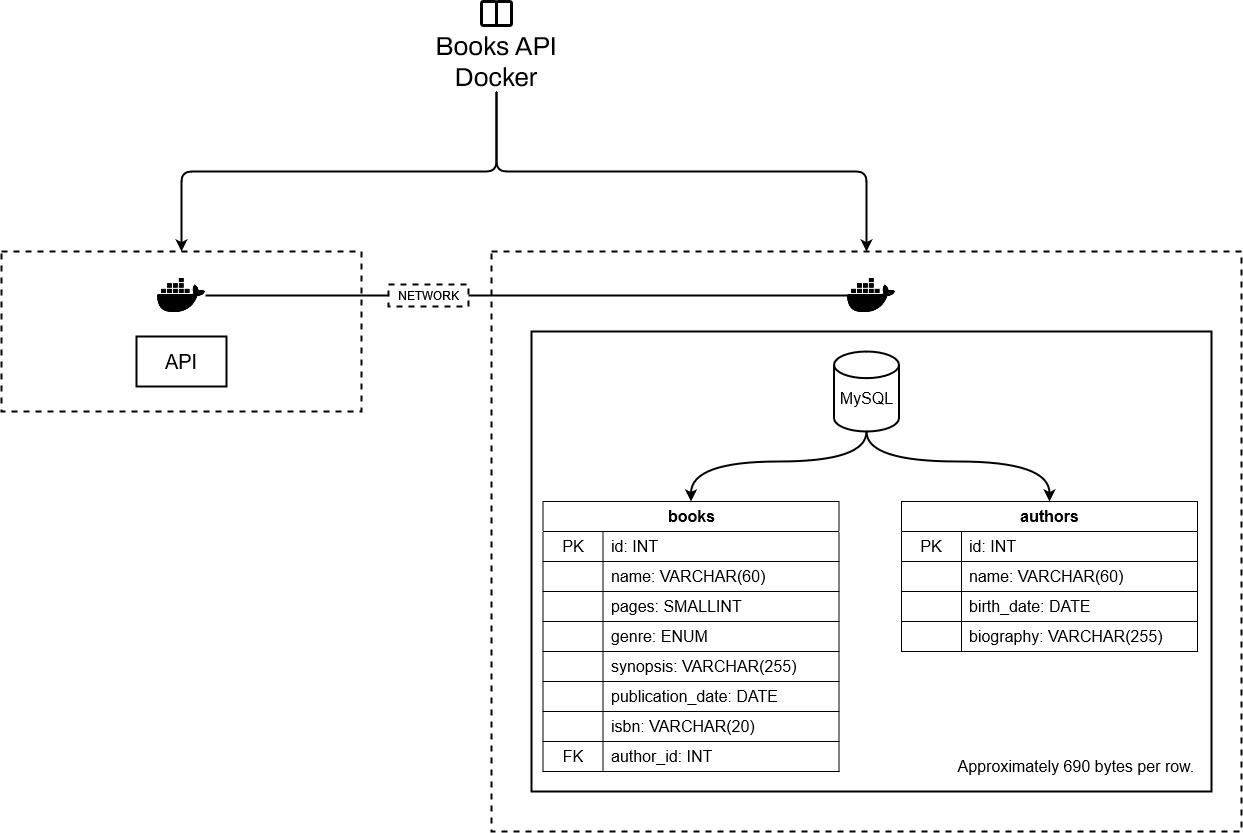 Books API
Docker
NETWORK
API
MySQL
books
PK id: INT
name: VARCHAR(60)
pages: SMALLINT
genre: ENUM
synopsis: VARCHAR(255)
publication_date: DATE
isbn: VARCHAR(20)
FK author_id: INT
authors
PK id: INT
name: VARCHAR(60)
birth_date: DATE
biography: VARCHAR(255)
Approximately 690 bytes per row.